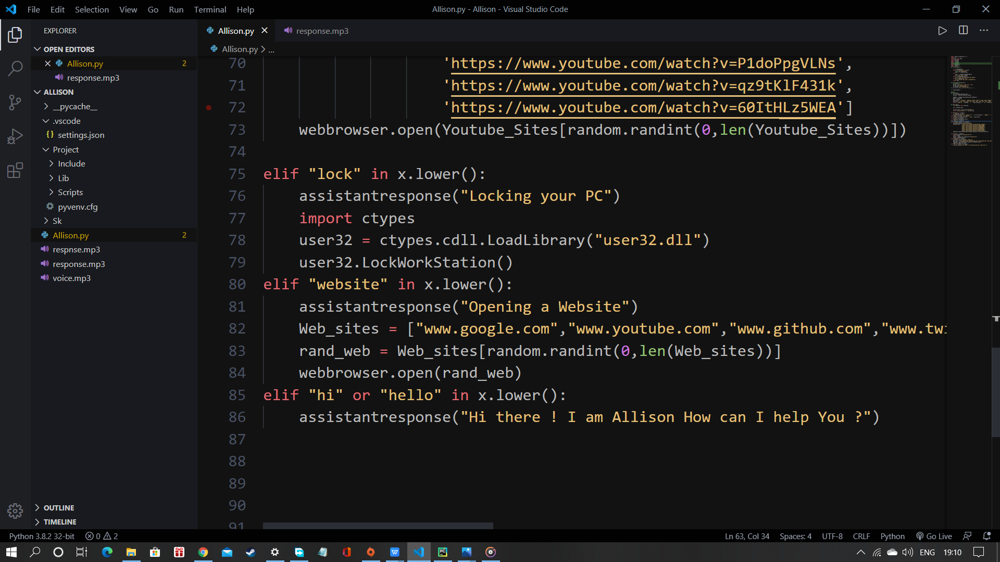 File Edit Selection View Go Run Terminal Help
Allison.py - Allison - Visual Studio Code
EXPLORER
OPEN EDITORS
Allison.py 2
response.mp3
ALLISON
__pycache__
.vscode
{} settings.json
Project
Include
Lib
Scripts
pyvenv.cfg
Sk
Allison.py 2
respnse.mp3
response.mp3
voice.mp3
OUTLINE
TIMELINE
Allison.py response.mp3
Allison.py > ...
70 'https://www.youtube.com/watch?v=P1doPpgVLNs',
71 'https://www.youtube.com/watch?v=qz9tKlF431k',
72 'https://www.youtube.com/watch?v=60ItHLz5WEA']
73 webbrowser.open(Youtube_Sites[random.randint(0,len(Youtube_Sites))])
74
75 elif "lock" in x.lower():
76 assistantresponse("Locking your PC")
77 import ctypes
78 user32 = ctypes.cdll.LoadLibrary("user32.dll")
79 user32.LockWorkStation()
80 elif "website" in x.lower():
81 assistantresponse("Opening a Website")
82 Web_sites = ["www.google.com","www.youtube.com","www.github.com","www.twi
83 rand_web = Web_sites[random.randint(0,len(Web_sites))]
84 webbrowser.open(rand_web)
85 elif "hi" or "hello" in x.lower():
86 assistantresponse("Hi there ! I am Allison How can I help You ?")
87
88
89
90
91
Python 3.8.2 32-bit 0 2
Ln 63, Col 34 Spaces: 4 UTF-8 CRLF Python Go Live
ENG 19:10